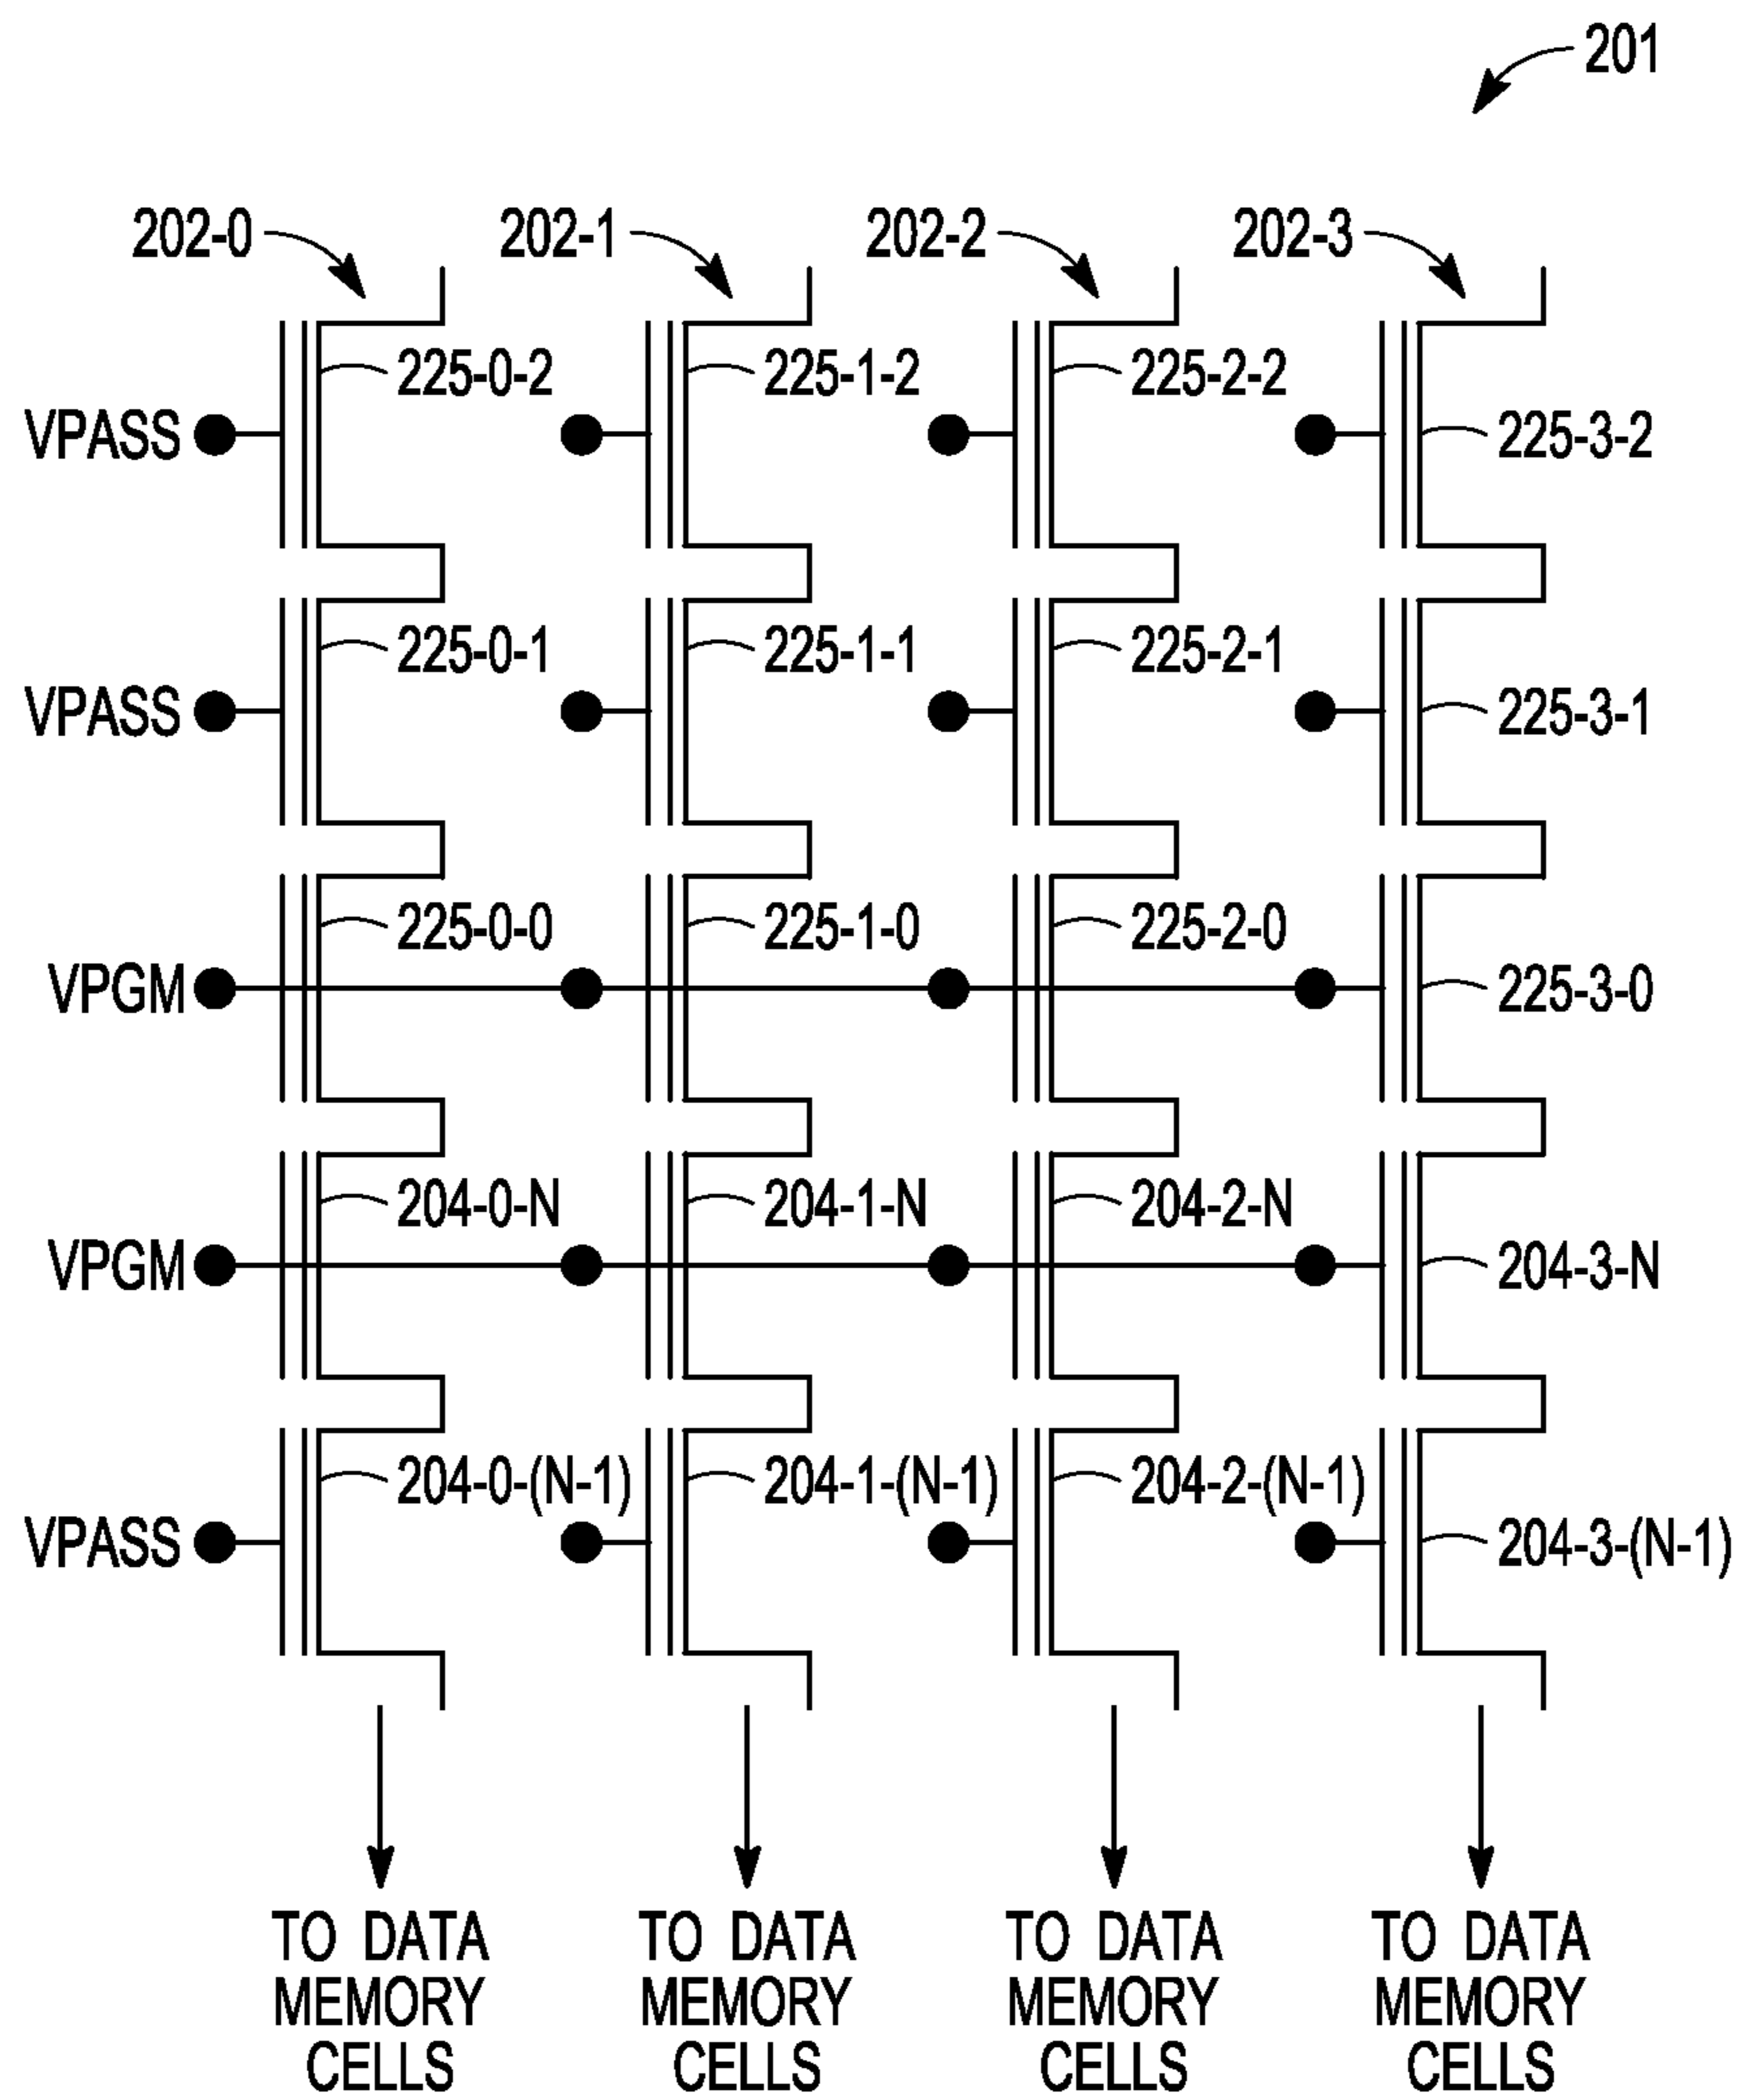 201
202-0 202-1 202-2 202-3
225-0-2 225-1-2 225-2-2
VPASS 225-3-2
225-0-1 225-1-1 225-2-1
VPASS 225-3-1
225-0-0 225-1-0 225-2-0
VPGM 225-3-0
204-0-N 204-1-N 204-2-N
VPGM 204-3-N
204-0-(N-1) 204-1-(N-1) 204-2-(N-1)
VPASS 204-3-(N-1)
TO DATA TO DATA TO DATA TO DATA
MEMORY MEMORY MEMORY MEMORY
CELLS CELLS CELLS CELLS